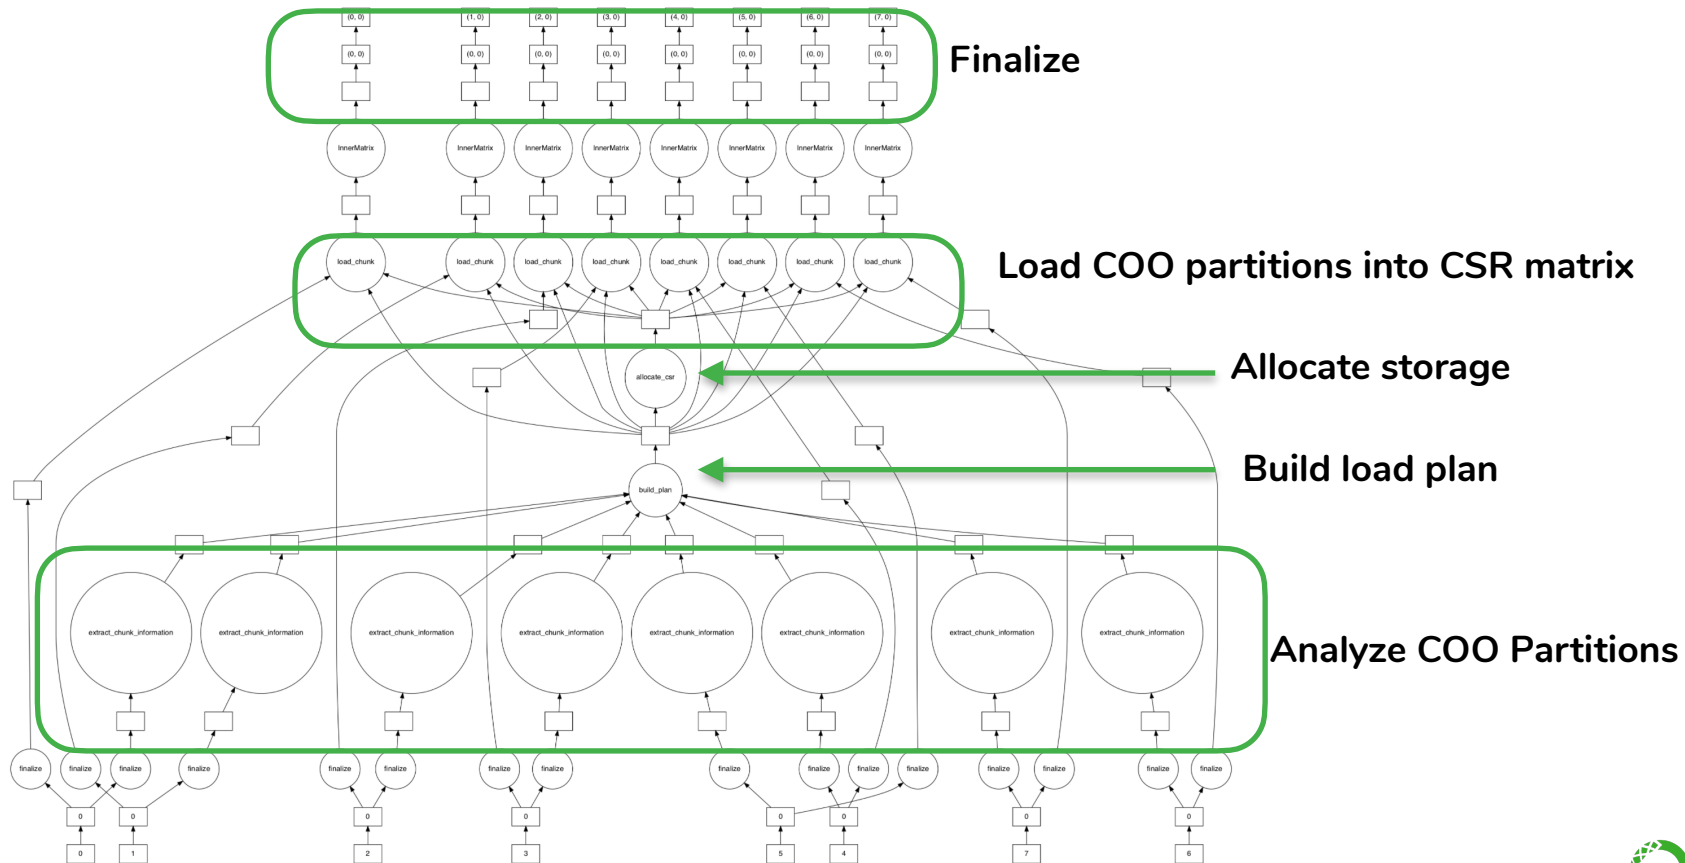 (0, 0) (1, 0) (2, 0) (3, 0) (4, 0) (5, 0) (6, 0) (7, 0)
(0, 0) (0, 0) (0, 0) (0, 0) (0, 0) (0, 0) (0, 0) (0, 0)
Finalize
InnerMatrix InnerMatrix InnerMatrix InnerMatrix InnerMatrix InnerMatrix InnerMatrix InnerMatrix
load_chunk load_chunk load_chunk load_chunk load_chunk load_chunk load_chunk load_chunk
Load COO partitions into CSR matrix
allocate_csr
Allocate storage
build_plan
Build load plan
extract_chunk_information extract_chunk_information extract_chunk_information extract_chunk_information extract_chunk_information extract_chunk_information extract_chunk_information extract_chunk_information
Analyze COO Partitions
finalize finalize finalize finalize finalize finalize finalize finalize finalize finalize finalize finalize finalize finalize finalize finalize
0 0 0 0 0 0 0 0
0 1 2 3 5 4 7 6